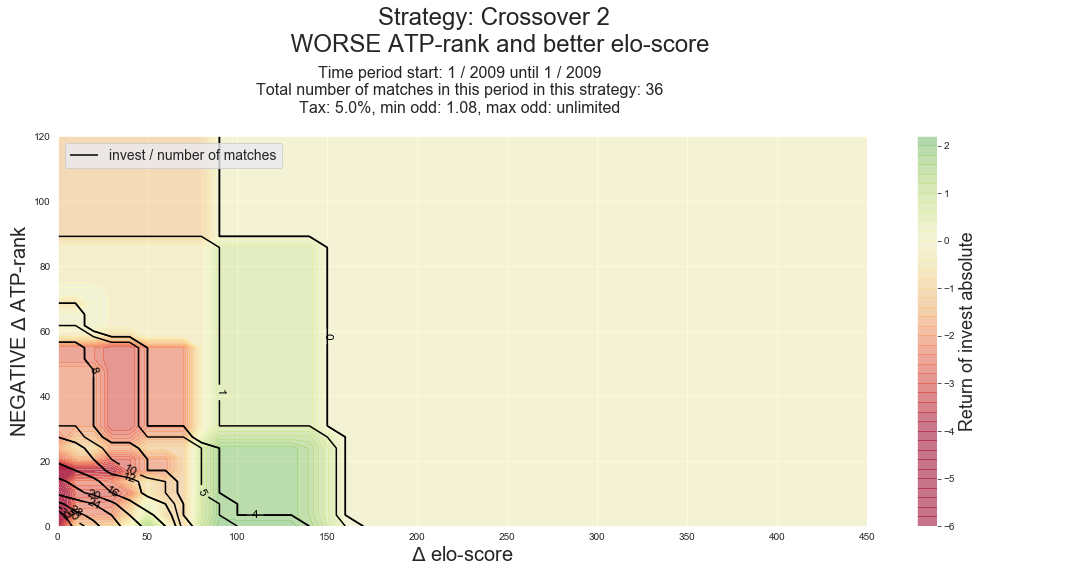 Strategy: Crossover 2
WORSE ATP-rank and better elo-score
Time period start: 1 / 2009 until 1 / 2009
Total number of matches in this period in this strategy: 36
Tax: 5.0%, min odd: 1.08, max odd: unlimited
invest / number of matches
NEGATIVE Δ ATP-rank
120
100
80
60
40
20
0
0
1
8
10
12
16
20
24
5
4
0 50 100 150 200 250 300 350 400 450
Δ elo-score
2
1
0
−1
−2
−3
−4
−5
−6
Return of invest absolute